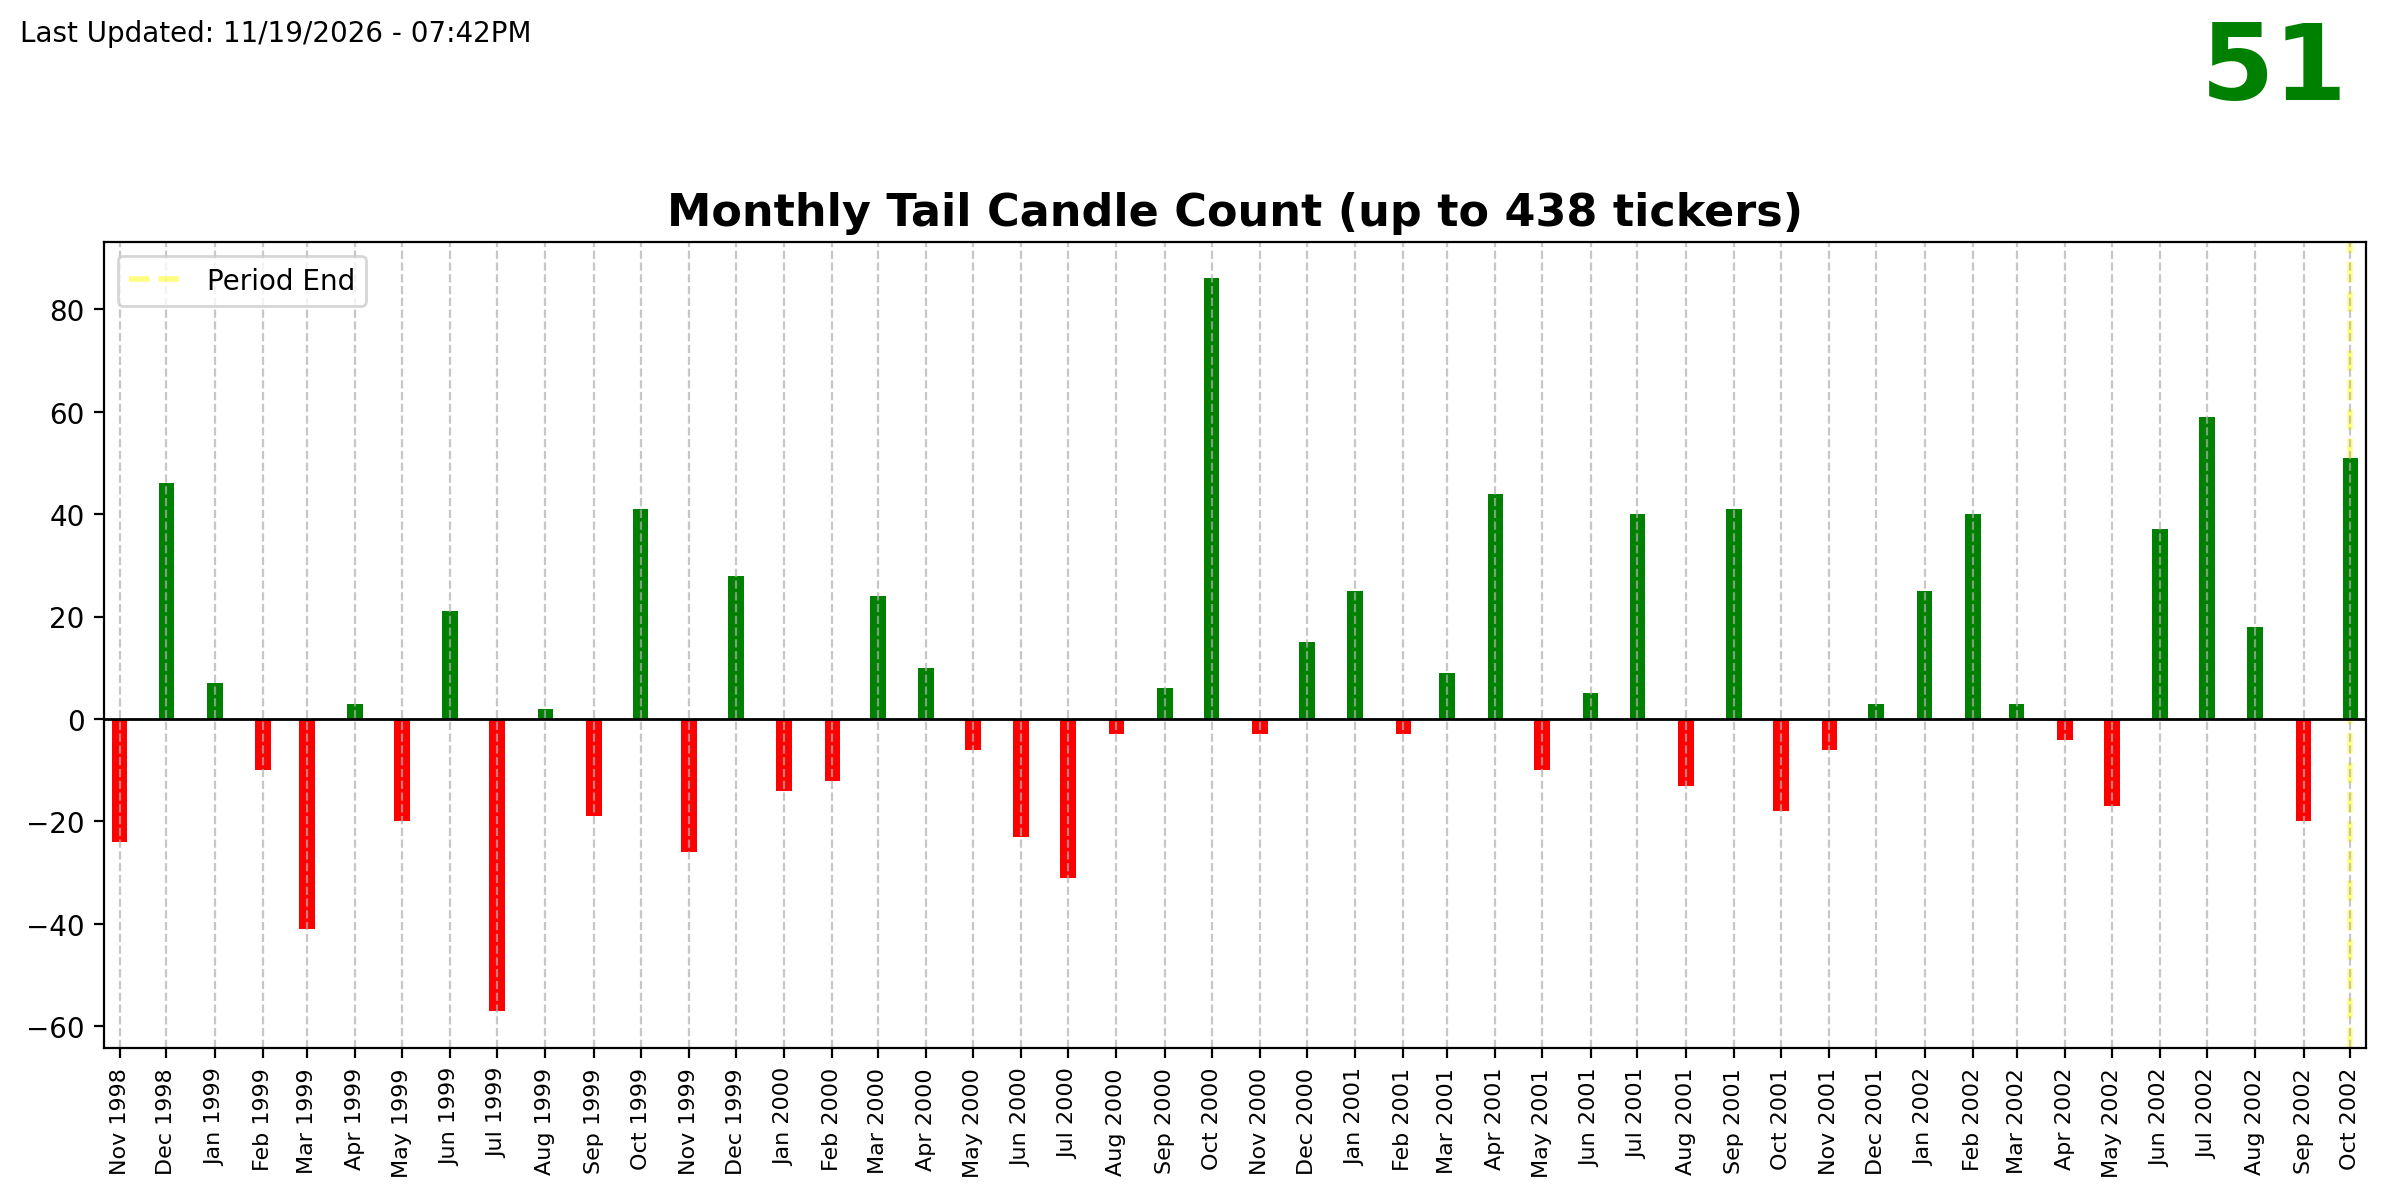 Last Updated: 11/19/2026 - 07:42PM
51
Monthly Tail Candle Count (up to 438 tickers)
Period End
80
60
40
20
0
−20
−40
−60
Nov 1998
Dec 1998
Jan 1999
Feb 1999
Mar 1999
Apr 1999
May 1999
Jun 1999
Jul 1999
Aug 1999
Sep 1999
Oct 1999
Nov 1999
Dec 1999
Jan 2000
Feb 2000
Mar 2000
Apr 2000
May 2000
Jun 2000
Jul 2000
Aug 2000
Sep 2000
Oct 2000
Nov 2000
Dec 2000
Jan 2001
Feb 2001
Mar 2001
Apr 2001
May 2001
Jun 2001
Jul 2001
Aug 2001
Sep 2001
Oct 2001
Nov 2001
Dec 2001
Jan 2002
Feb 2002
Mar 2002
Apr 2002
May 2002
Jun 2002
Jul 2002
Aug 2002
Sep 2002
Oct 2002